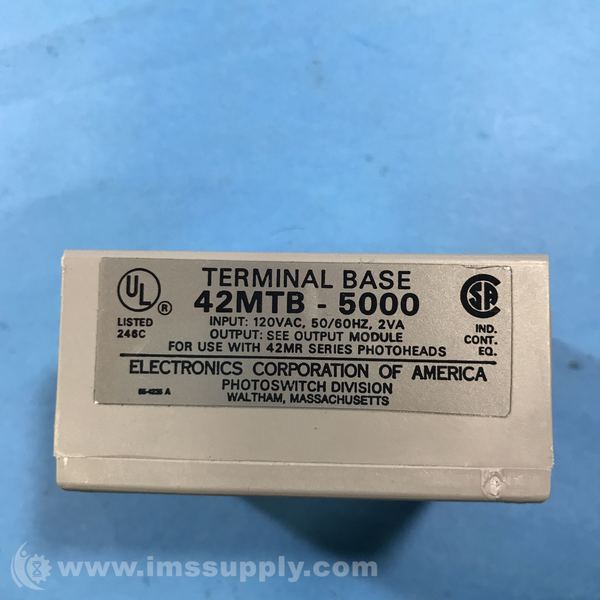 UL ®
LISTED
246C
TERMINAL BASE
42MTB - 5000
INPUT: 120VAC, 50/60HZ, 2VA
OUTPUT: SEE OUTPUT MODULE
FOR USE WITH 42MR SERIES PHOTOHEADS
SA
IND.
CONT.
EQ.
ELECTRONICS CORPORATION OF AMERICA
PHOTOSWITCH DIVISION
WALTHAM, MASSACHUSETTS
www.imssupply.com